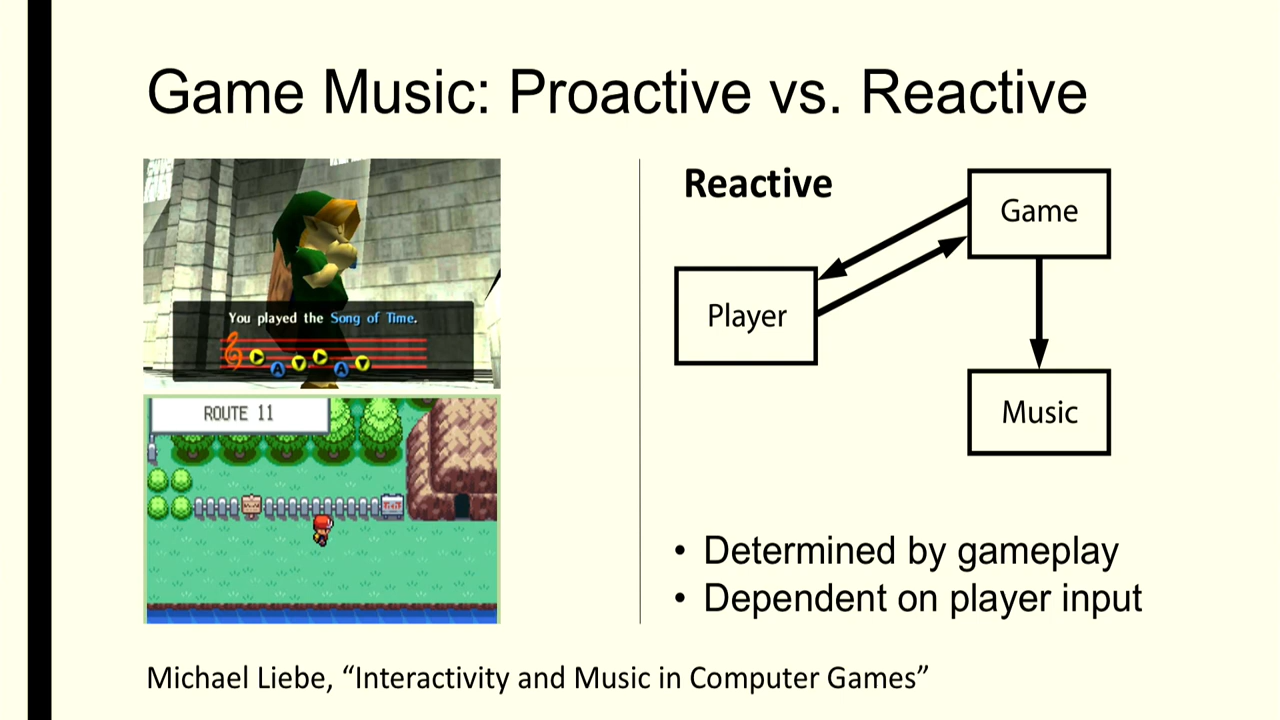 Game Music: Proactive vs. Reactive
You played the Song of Time.
A
A
ROUTE 11
Reactive
Game
Player
Music
• Determined by gameplay
• Dependent on player input
Michael Liebe, “Interactivity and Music in Computer Games”